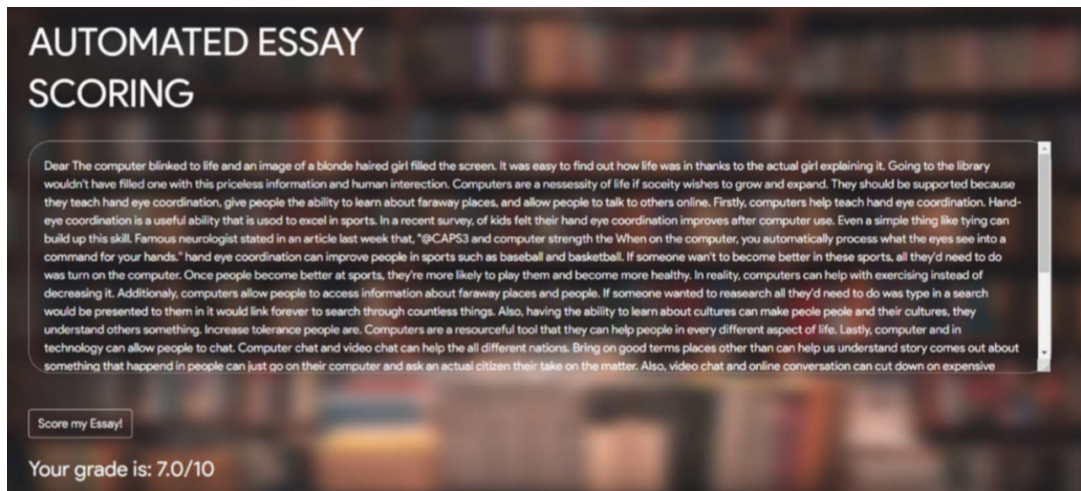 AUTOMATED ESSAY
SCORING
Dear The computer blinked to life and an image of a blonde haired girl filled the screen. It was easy to find out how life was in thanks to the actual girl explaining it. Going to the library
wouldn't have filled one with this priceless information and human interection. Computers are a nessessity of life if soceity wishes to grow and expand. They should be supported because
they teach hand eye coordination, give people the ability to learn about faraway places, and allow people to talk to others online. Firstly, computers help teach hand eye coordination. Hand-
eye coordination is a useful ability that is usod to excel in sports. In a recent survey, of kids felt their hand eye coordination improves after computer use. Even a simple thing like tying can
build up this skill. Famous neurologist stated in an article last week that, "@CAPS3 and computer strength the When on the computer, you automatically process what the eyes see into a
command for your hands." hand eye coordination can improve people in sports such as baseball and basketball. If someone wan't to become better in these sports, all they'd need to do
was turn on the computer. Once people become better at sports, they're more likely to play them and become more healthy. In reality, computers can help with exercising instead of
decreasing it. Additionaly, computers allow people to access information about faraway places and people. If someone wanted to reasearch all they'd need to do was type in a search
would be presented to them in it would link forever to search through countless things. Also, having the ability to learn about cultures can make peole peole and their cultures, they
understand others something. Increase tolerance people are. Computers are a resourceful tool that they can help people in every different aspect of life. Lastly, computer and in
technology can allow people to chat. Computer chat and video chat can help the all different nations. Bring on good terms places other than can help us understand story comes out about
something that happend in people can just go on their computer and ask an actual citizen their take on the matter. Also, video chat and online conversation can cut down on expensive
Score my Essay!
Your grade is: 7.0/10